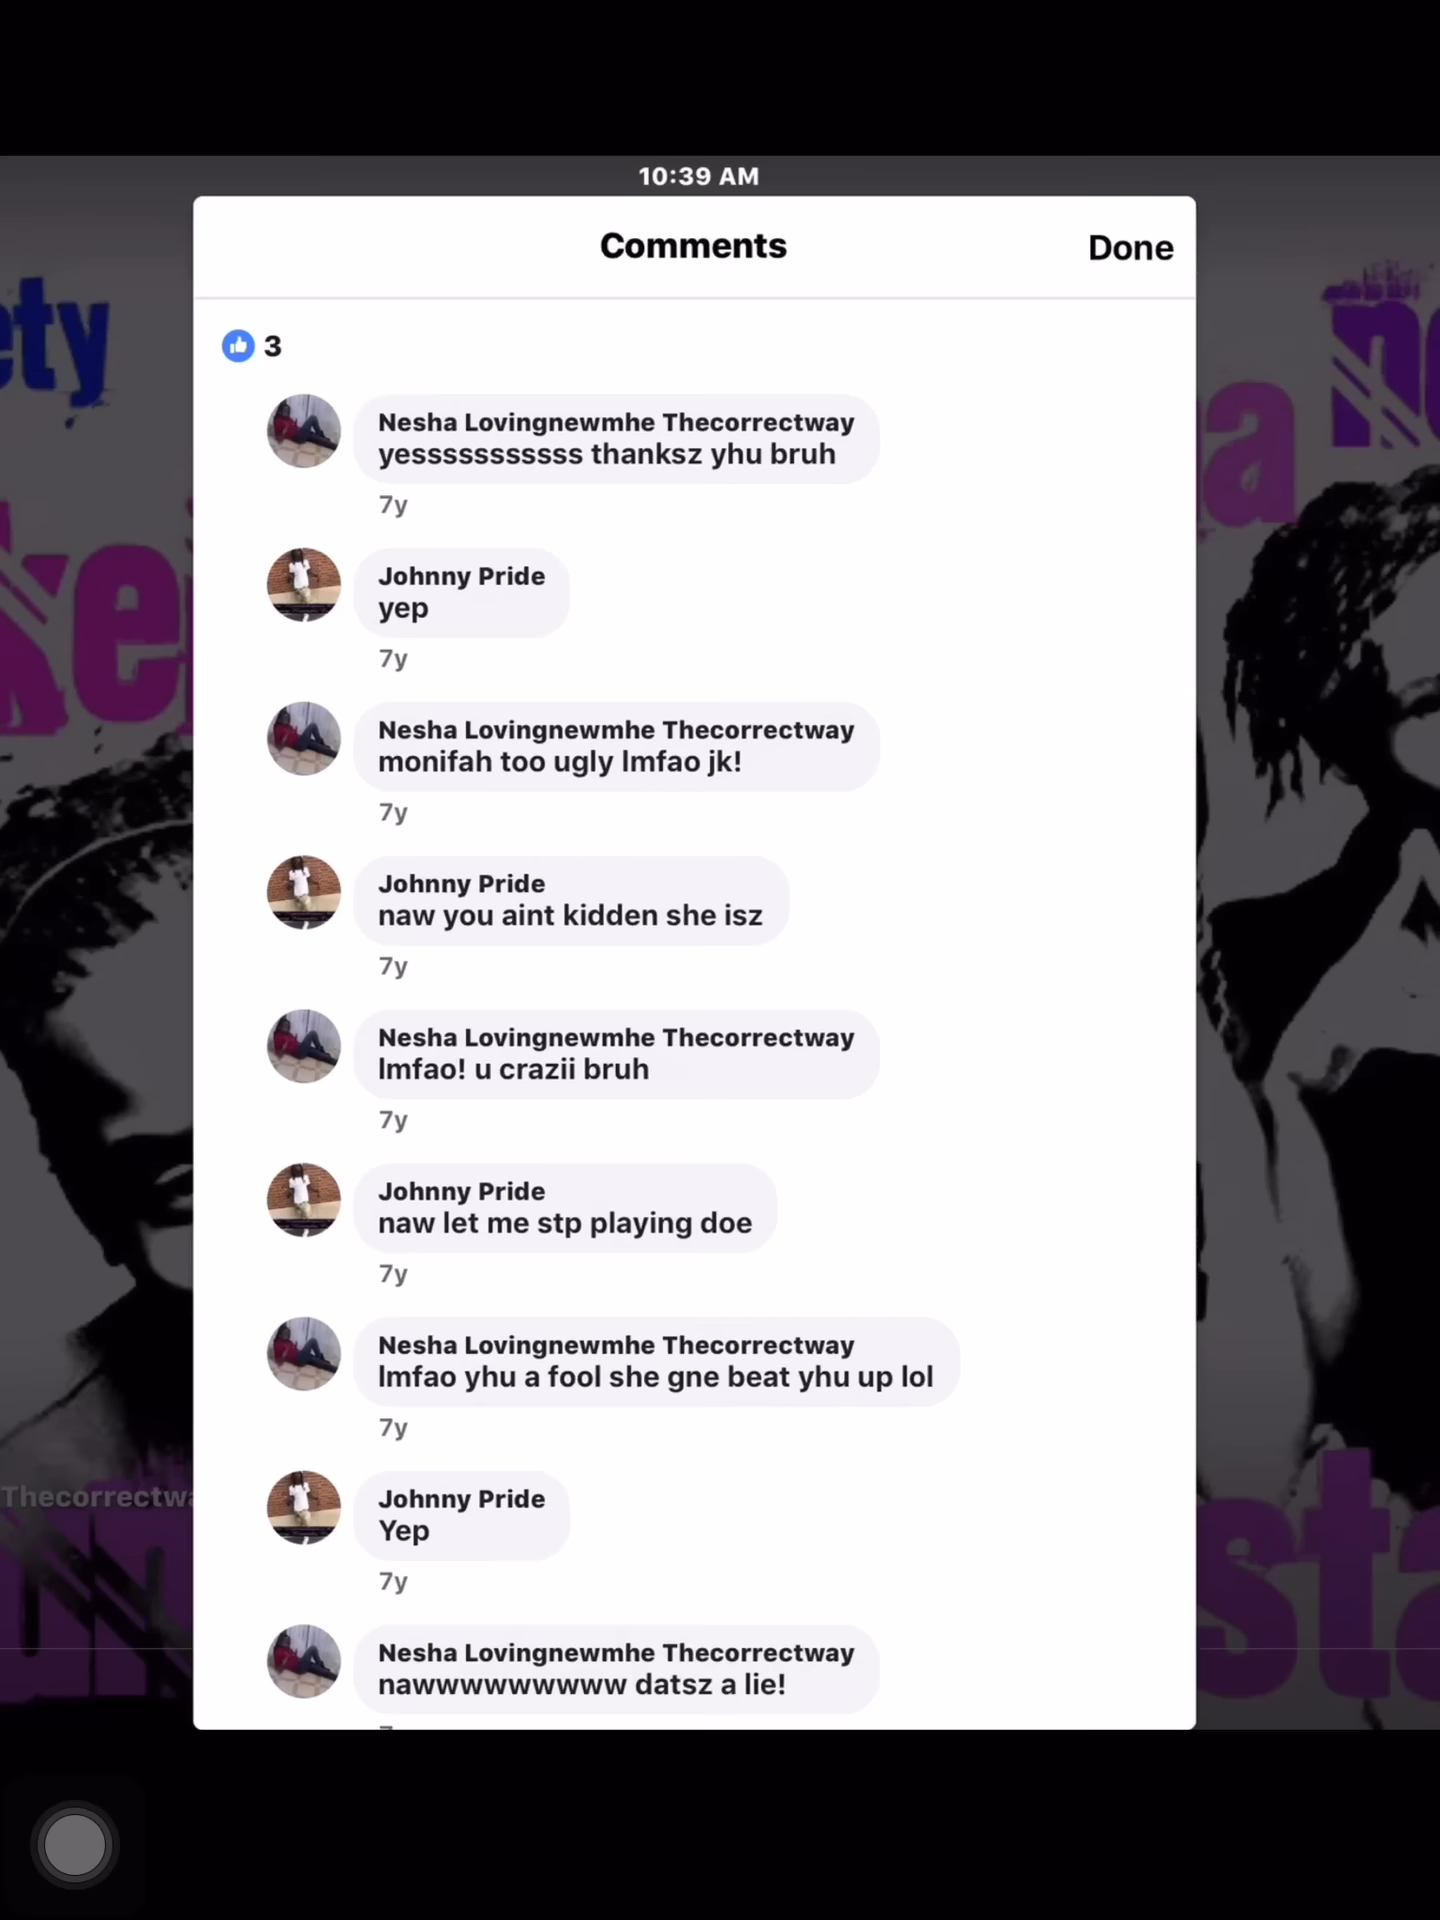 10:39 AM
Comments
Done
3
Nesha Lovingnewmhe Thecorrectway
yesssssssssss thanksz yhu bruh
7y
Johnny Pride
yep
7y
Nesha Lovingnewmhe Thecorrectway
monifah too ugly lmfao jk!
7y
Johnny Pride
naw you aint kidden she isz
7y
Nesha Lovingnewmhe Thecorrectway
lmfao! u crazii bruh
7y
Johnny Pride
naw let me stp playing doe
7y
Nesha Lovingnewmhe Thecorrectway
lmfao yhu a fool she gne beat yhu up lol
7y
Johnny Pride
Yep
7y
Nesha Lovingnewmhe Thecorrectway
nawwwwwwwww datsz a lie!